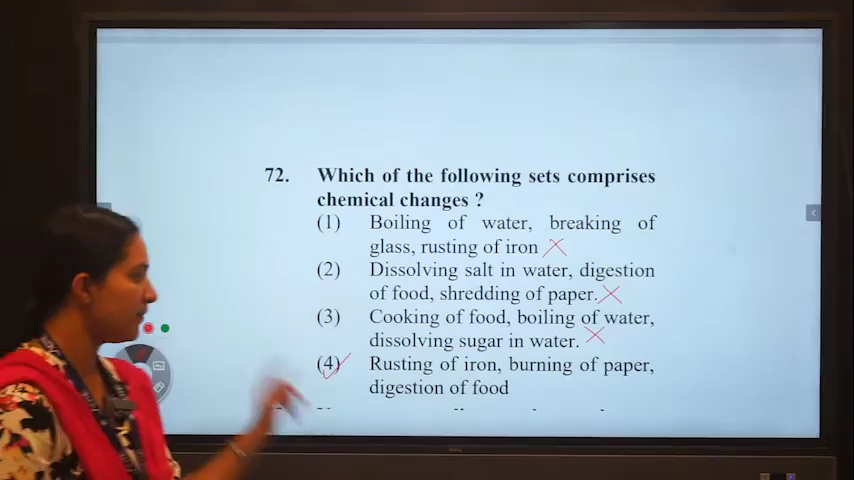 72. Which of the following sets comprises
chemical changes ?
(1) Boiling of water, breaking of
glass, rusting of iron
(2) Dissolving salt in water, digestion
of food, shredding of paper.
(3) Cooking of food, boiling of water,
dissolving sugar in water.
(4) Rusting of iron, burning of paper,
digestion of food